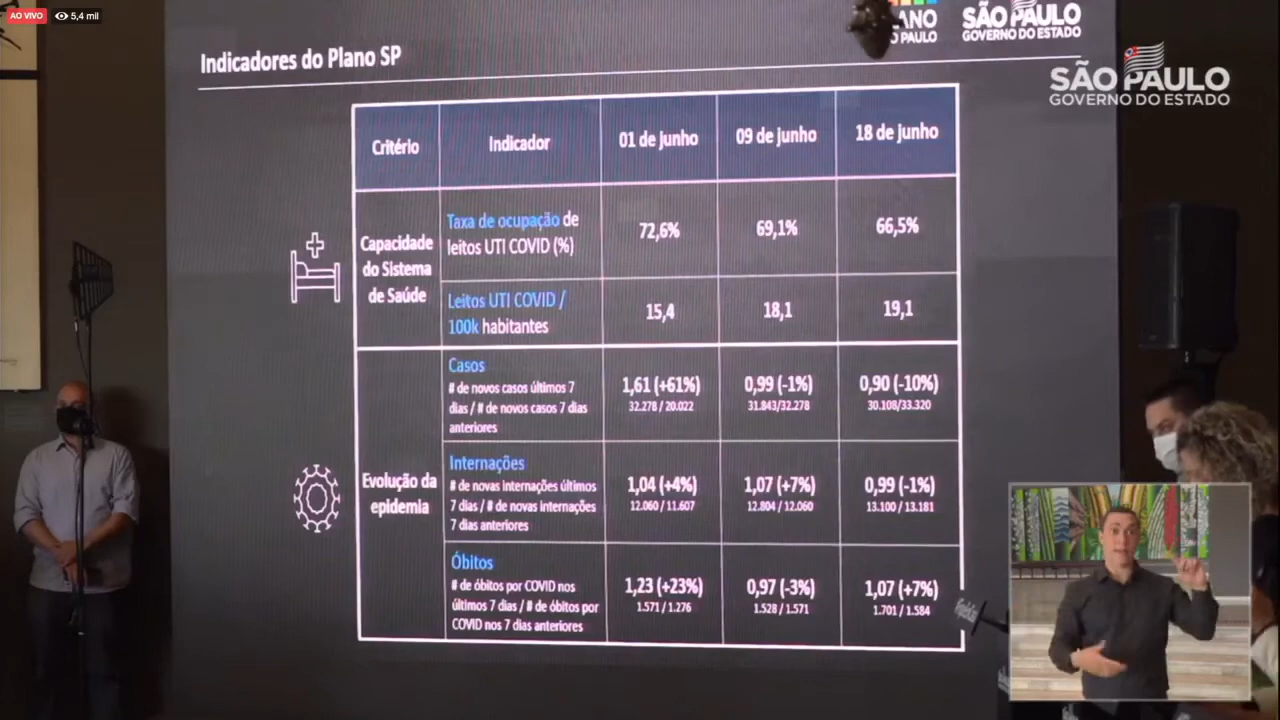 AO VIVO 5,4 mil
Indicadores do Plano SP
PLANO
SÃO PAULO
SÃO PAULO
GOVERNO DO ESTADO
SÃO PAULO
GOVERNO DO ESTADO
Critério
Indicador
01 de junho
09 de junho
18 de junho
Capacidade
do Sistema
de Saúde
Taxa de ocupação de
leitos UTI COVID (%)
72,6%
69,1%
66,5%
Leitos UTI COVID /
100k habitantes
15,4
18,1
19,1
Evolução da
epidemia
Casos
# de novos casos últimos 7
dias / # de novos casos 7 dias
anteriores
1,61 (+61%)
32.278 / 20.022
0,99 (-1%)
31.843/32.278
0,90 (-10%)
30.108/33.320
Internações
# de novas internações últimos
7 dias / # de novas internações
7 dias anteriores
1,04 (+4%)
12.060 / 11.607
1,07 (+7%)
12.804 / 12.060
0,99 (-1%)
13.100 / 13.181
Óbitos
# de óbitos por COVID nos
últimos 7 dias / # de óbitos por
COVID nos 7 dias anteriores
1,23 (+23%)
1.571 / 1.276
0,97 (-3%)
1.528 / 1.571
1,07 (+7%)
1.701 / 1.584